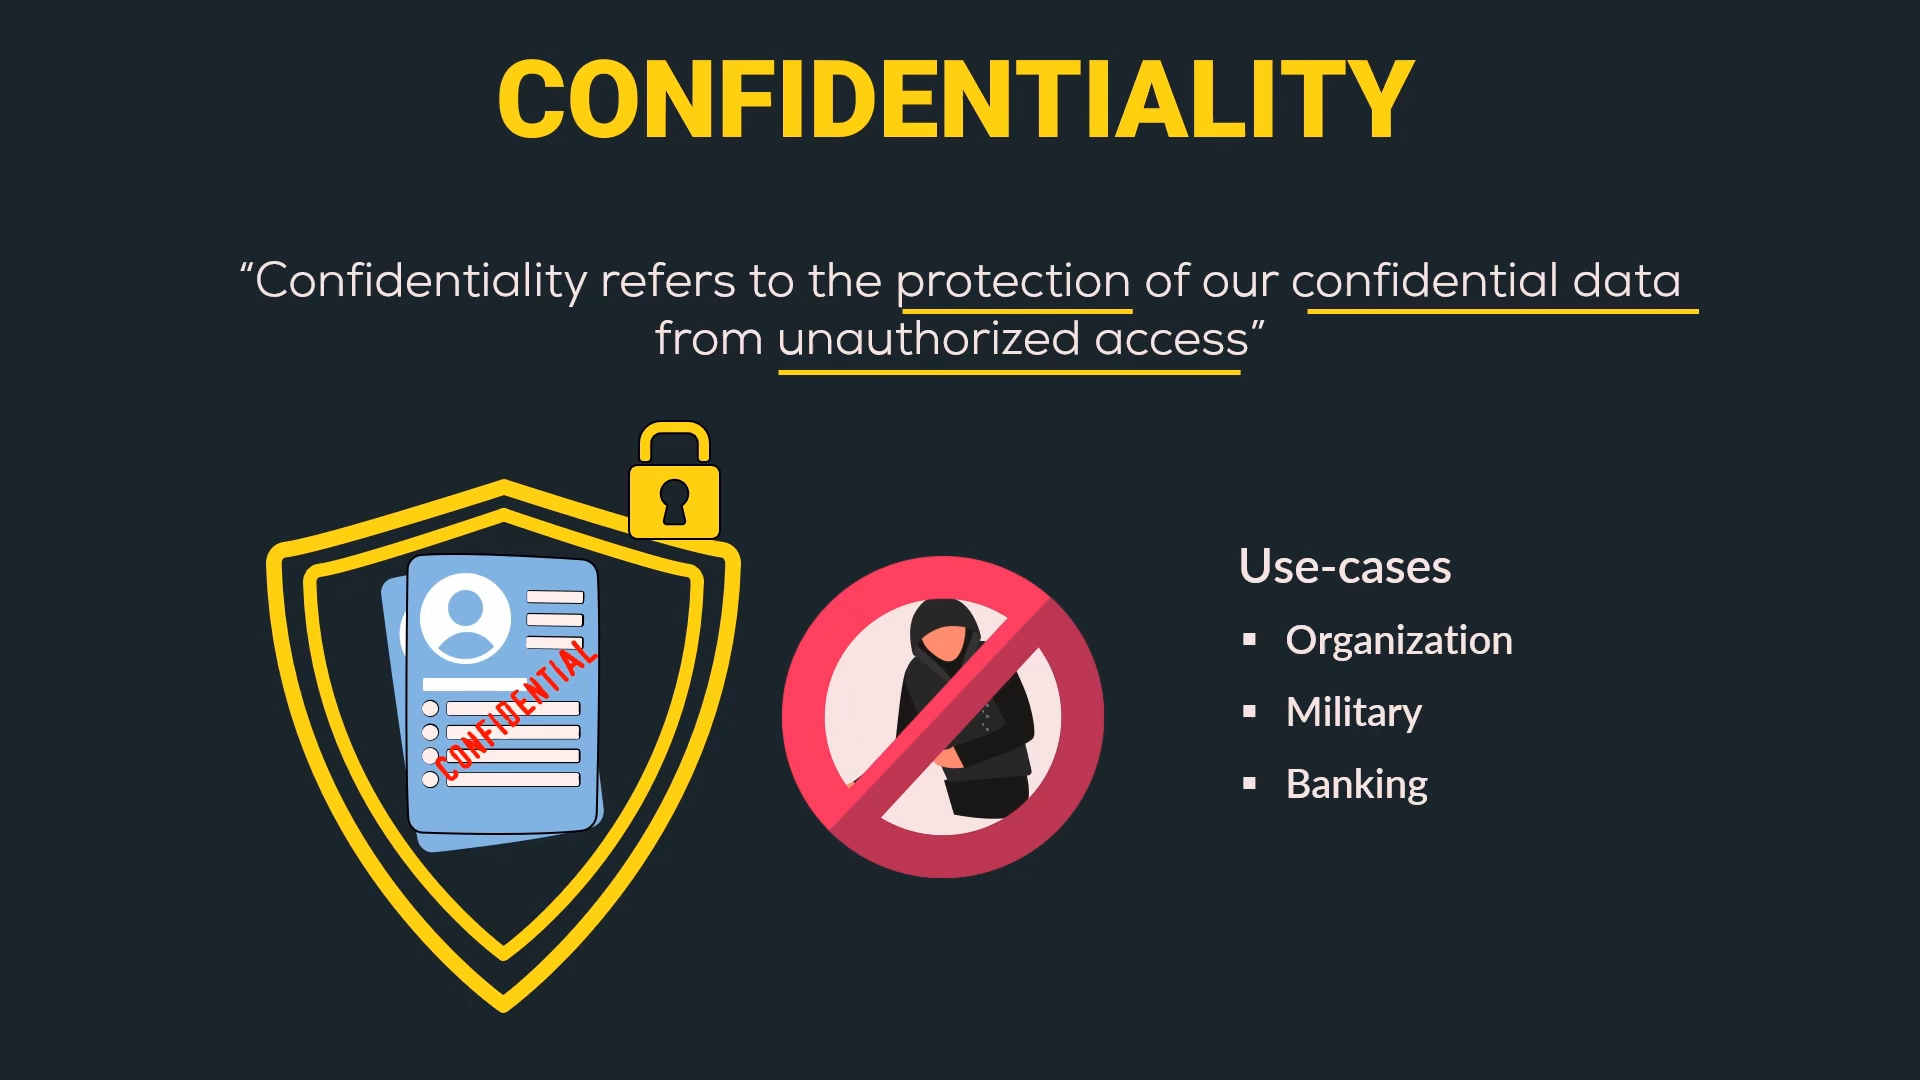 CONFIDENTIALITY
“Confidentiality refers to the protection of our confidential data
from unauthorized access”
CONFIDENTIAL
Use-cases
▪ Organization
▪ Military
▪ Banking